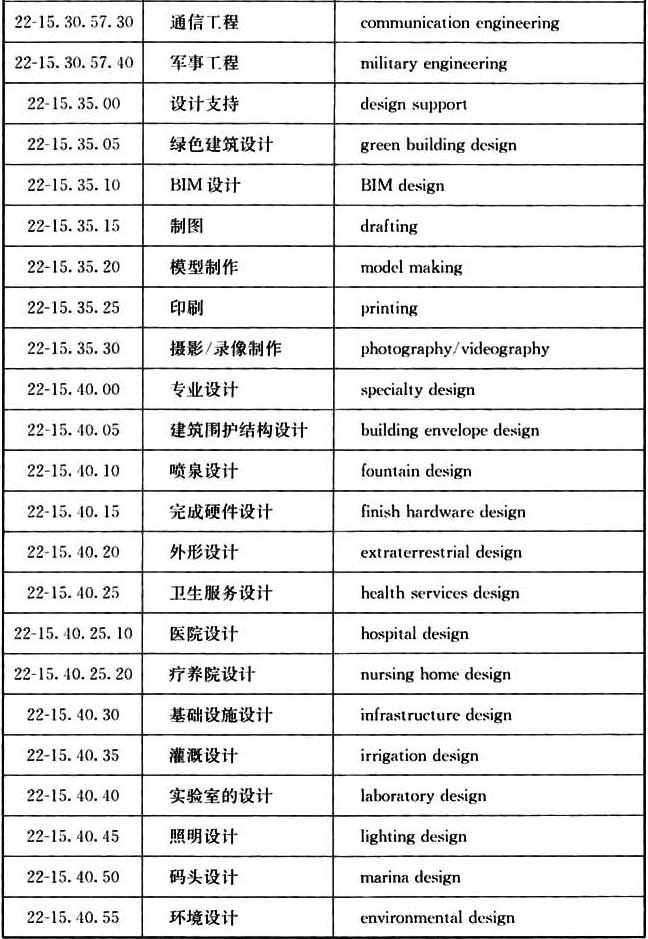 22-15.30.57.30 通信工程 communication engineering
22-15.30.57.40 军事工程 military engineering
22-15.35.00 设计支持 design support
22-15.35.05 绿色建筑设计 green building design
22-15.35.10 BIM设计 BIM design
22-15.35.15 制图 drafting
22-15.35.20 模型制作 model making
22-15.35.25 印刷 printing
22-15.35.30 摄影/录像制作 photography/videography
22-15.40.00 专业设计 specialty design
22-15.40.05 建筑围护结构设计 building envelope design
22-15.40.10 喷泉设计 fountain design
22-15.40.15 完成硬件设计 finish hardware design
22-15.40.20 外形设计 extraterrestrial design
22-15.40.25 卫生服务设计 health services design
22-15.40.25.10 医院设计 hospital design
22-15.40.25.20 疗养院设计 nursing home design
22-15.40.30 基础设施设计 infrastructure design
22-15.40.35 灌溉设计 irrigation design
22-15.40.40 实验室的设计 laboratory design
22-15.40.45 照明设计 lighting design
22-15.40.50 码头设计 marina design
22-15.40.55 环境设计 environmental design